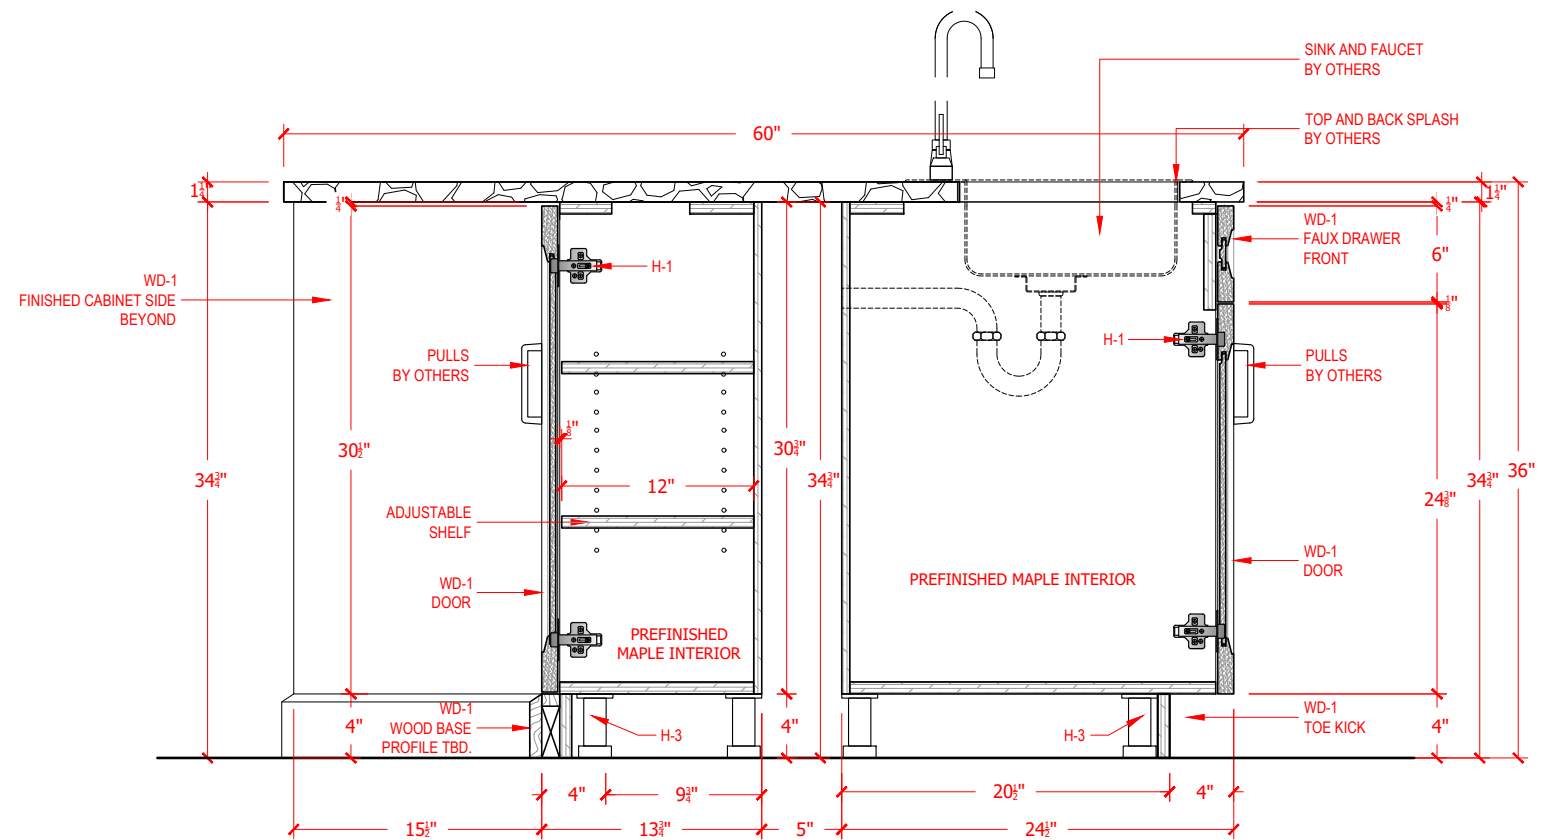 SINK AND FAUCET
BY OTHERS
TOP AND BACK SPLASH
BY OTHERS
60"
1¼"
¼"
1¼"
¼"
WD-1
FAUX DRAWER
FRONT
6"
WD-1
FINISHED CABINET SIDE
BEYOND
H-1
⅛"
H-1
PULLS
BY OTHERS
PULLS
BY OTHERS
⅛"
30½"
30¾"
34¾"
34¾"
34¾"
36"
24⅜"
12"
ADJUSTABLE
SHELF
WD-1
DOOR
PREFINISHED MAPLE INTERIOR
WD-1
DOOR
PREFINISHED
MAPLE INTERIOR
WD-1
WOOD BASE
PROFILE TBD.
4"
H-3
4"
H-3
WD-1
TOE KICK
4"
4"
9¾"
20½"
4"
15½"
13¾"
5"
24½"